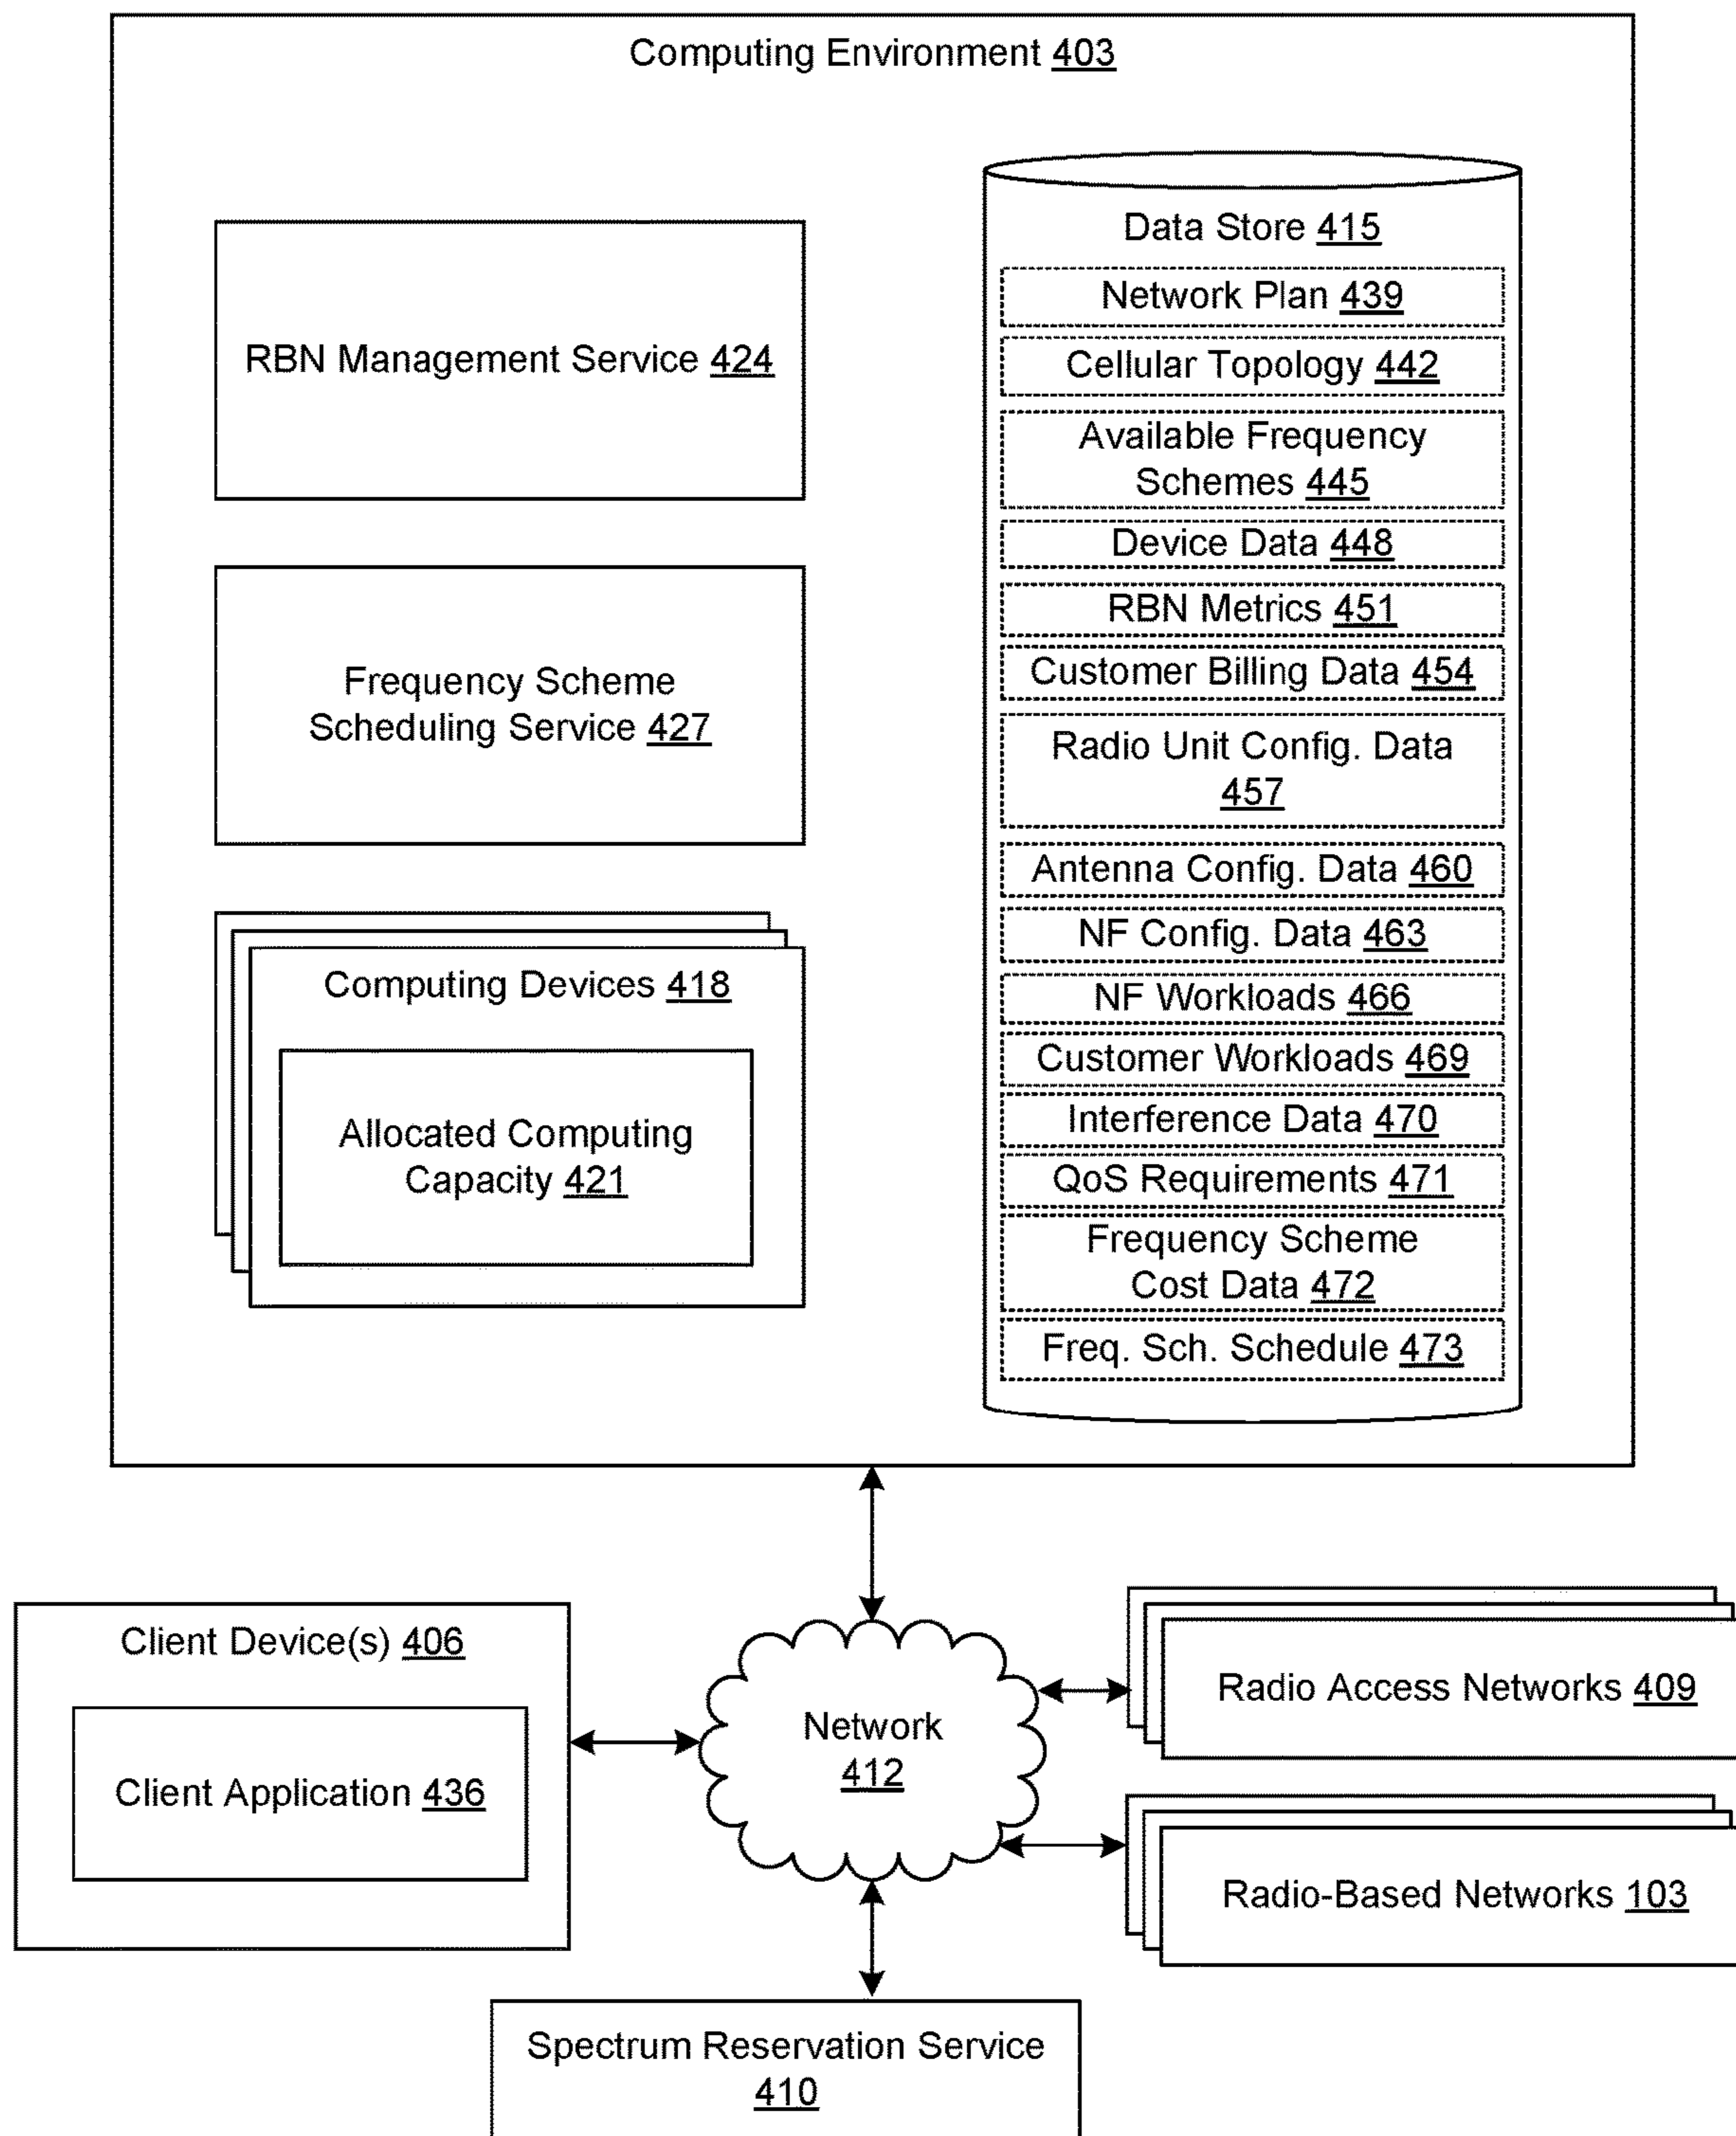 Computing Environment 403
RBN Management Service 424
Frequency Scheme
Scheduling Service 427
Computing Devices 418
Allocated Computing
Capacity 421
Data Store 415
Network Plan 439
Cellular Topology 442
Available Frequency
Schemes 445
Device Data 448
RBN Metrics 451
Customer Billing Data 454
Radio Unit Config. Data
457
Antenna Config. Data 460
NF Config. Data 463
NF Workloads 466
Customer Workloads 469
Interference Data 470
QoS Requirements 471
Frequency Scheme
Cost Data 472
Freq. Sch. Schedule 473
Client Device(s) 406
Client Application 436
Network
412
Radio Access Networks 409
Radio-Based Networks 103
Spectrum Reservation Service
410